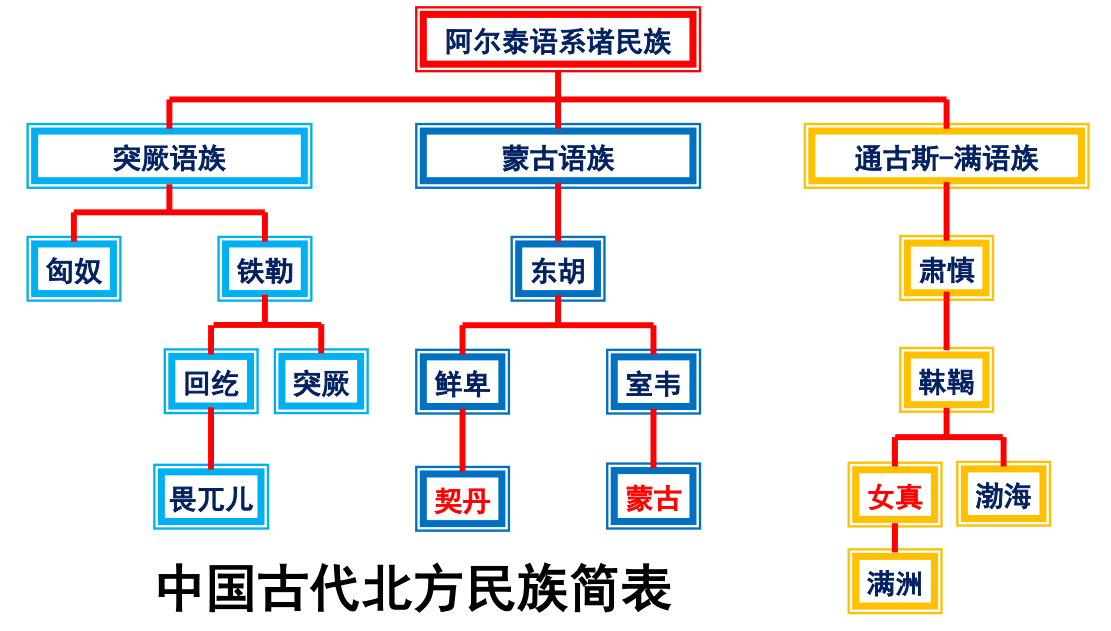 阿尔泰语系诸民族
突厥语族
蒙古语族
通古斯-满语族
匈奴
铁勒
东胡
肃慎
回纥
突厥
鲜卑
室韦
靺鞨
畏兀儿
契丹
蒙古
女真
渤海
满洲
中国古代北方民族简表